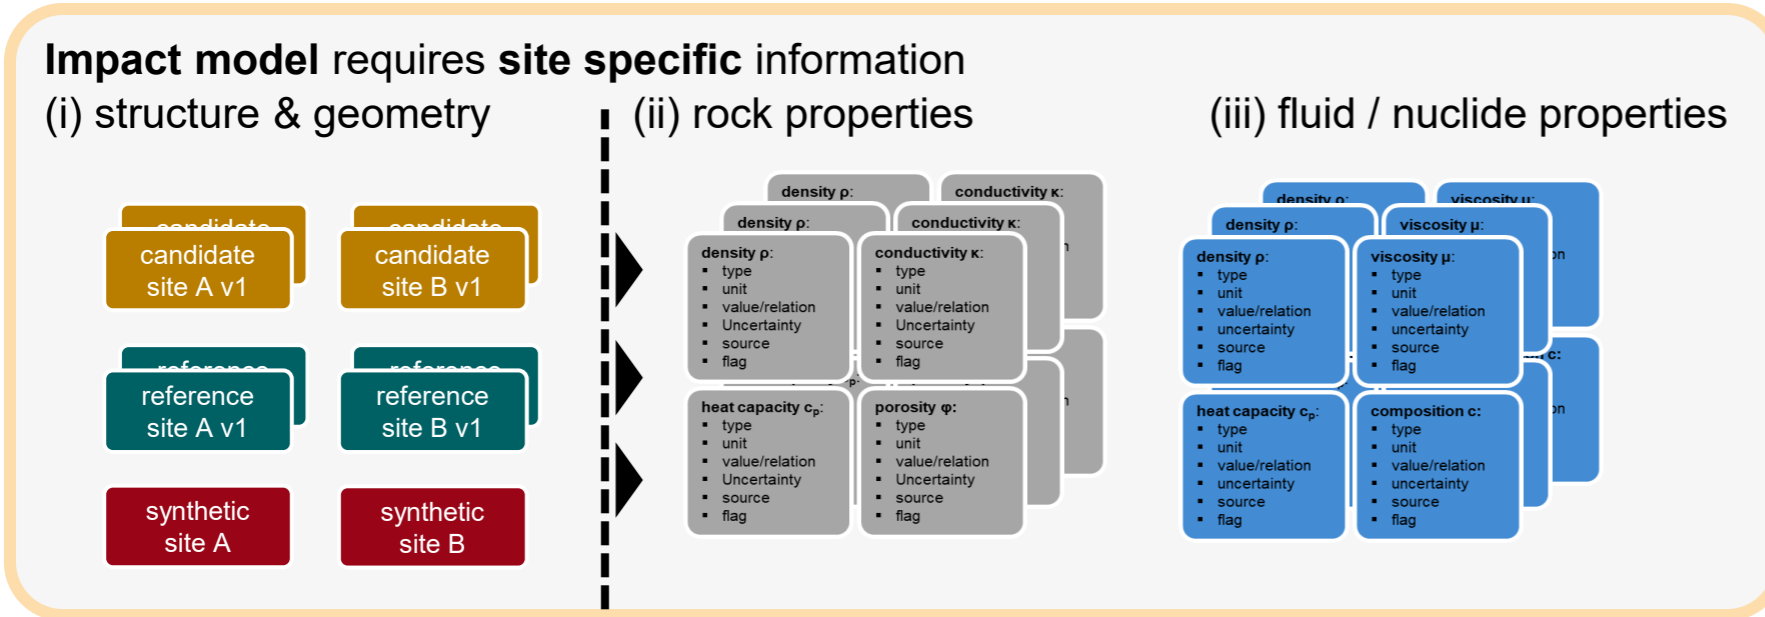 Impact model requires site specific information
(i) structure & geometry
(ii) rock properties
(iii) fluid / nuclide properties
candidate
candidate
site A v1
candidate
candidate
site B v1
reference
reference
site A v1
reference
reference
site B v1
synthetic
site A
synthetic
site B
density ρ:
conductivity κ:
density ρ:
conductivity κ:
density ρ:
▪ type
▪ unit
▪ value/relation
▪ Uncertainty
▪ source
▪ flag
conductivity κ:
▪ type
▪ unit
▪ value/relation
▪ Uncertainty
▪ source
▪ flag
heat capacity cₚ:
▪ type
▪ unit
▪ value/relation
▪ Uncertainty
▪ source
▪ flag
porosity φ:
▪ type
▪ unit
▪ value/relation
▪ Uncertainty
▪ source
▪ flag
density ρ:
viscosity μ:
density ρ:
viscosity μ:
density ρ:
▪ type
▪ unit
▪ value/relation
▪ uncertainty
▪ source
▪ flag
viscosity μ:
▪ type
▪ unit
▪ value/relation
▪ uncertainty
▪ source
▪ flag
heat capacity cₚ:
▪ type
▪ unit
▪ value/relation
▪ uncertainty
▪ source
▪ flag
composition c:
▪ type
▪ unit
▪ value/relation
▪ uncertainty
▪ source
▪ flag